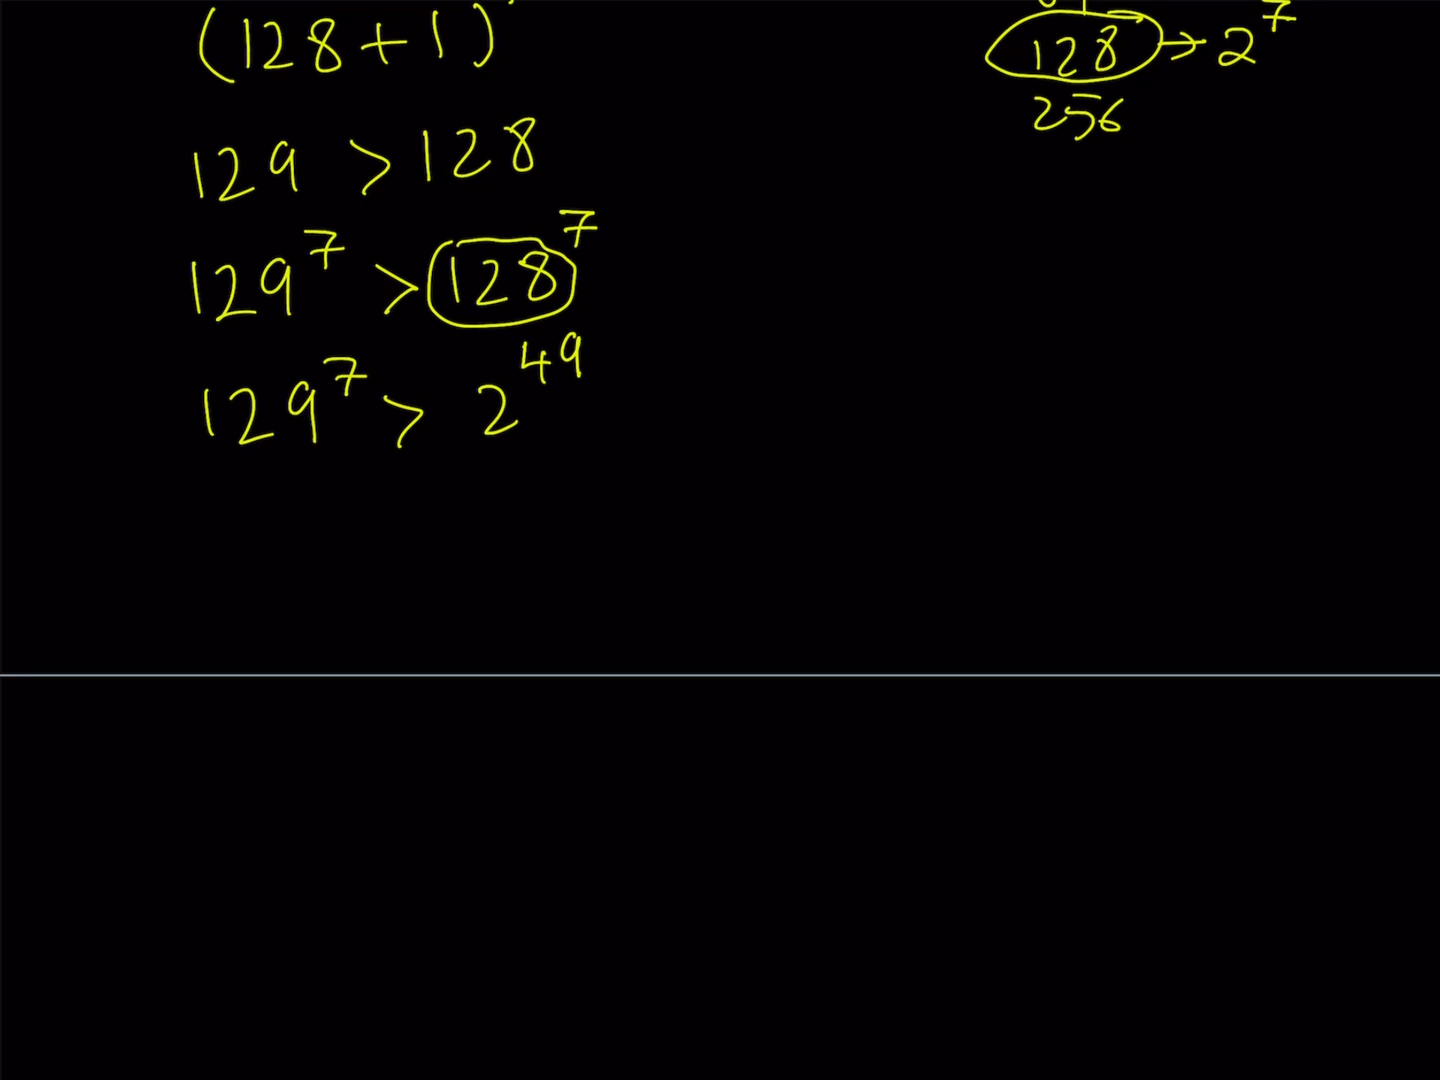 (128+1)
129 > 128
129⁷ > 128⁷
129⁷ > 2⁴⁹
128 → 2⁷
256